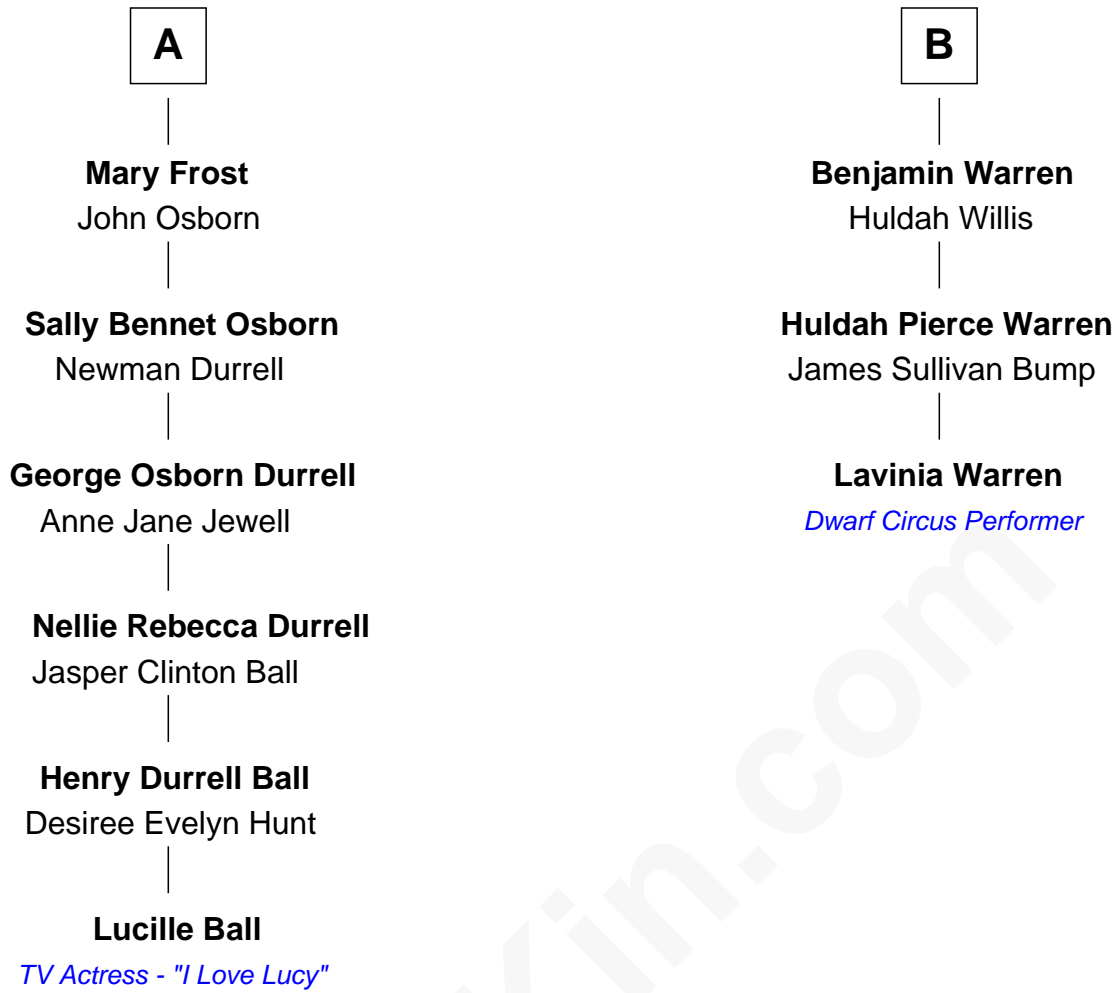 A
Mary Frost
John Osborn
Sally Bennet Osborn
Newman Durrell
George Osborn Durrell
Anne Jane Jewell
Nellie Rebecca Durrell
Jasper Clinton Ball
Henry Durrell Ball
Desiree Evelyn Hunt
Lucille Ball
TV Actress - "I Love Lucy"
B
Benjamin Warren
Huldah Willis
Huldah Pierce Warren
James Sullivan Bump
Lavinia Warren
Dwarf Circus Performer
Kin.com